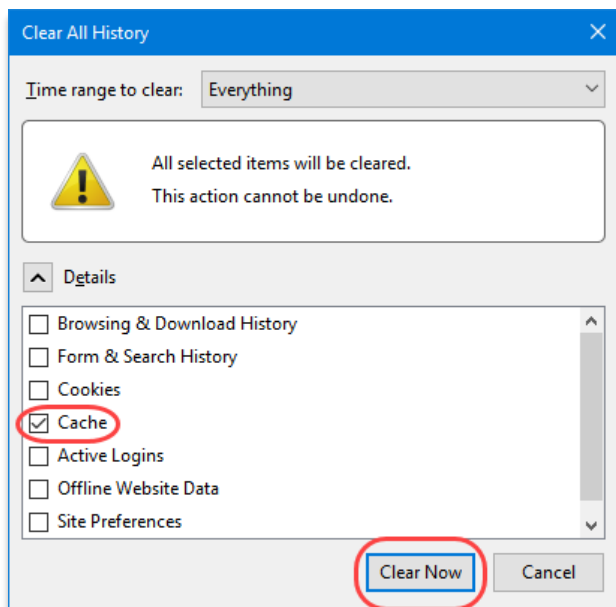 Clear All History
Time range to clear: Everything
All selected items will be cleared.
This action cannot be undone.
Details
Browsing & Download History
Form & Search History
Cookies
Cache
Active Logins
Offline Website Data
Site Preferences
Clear Now Cancel